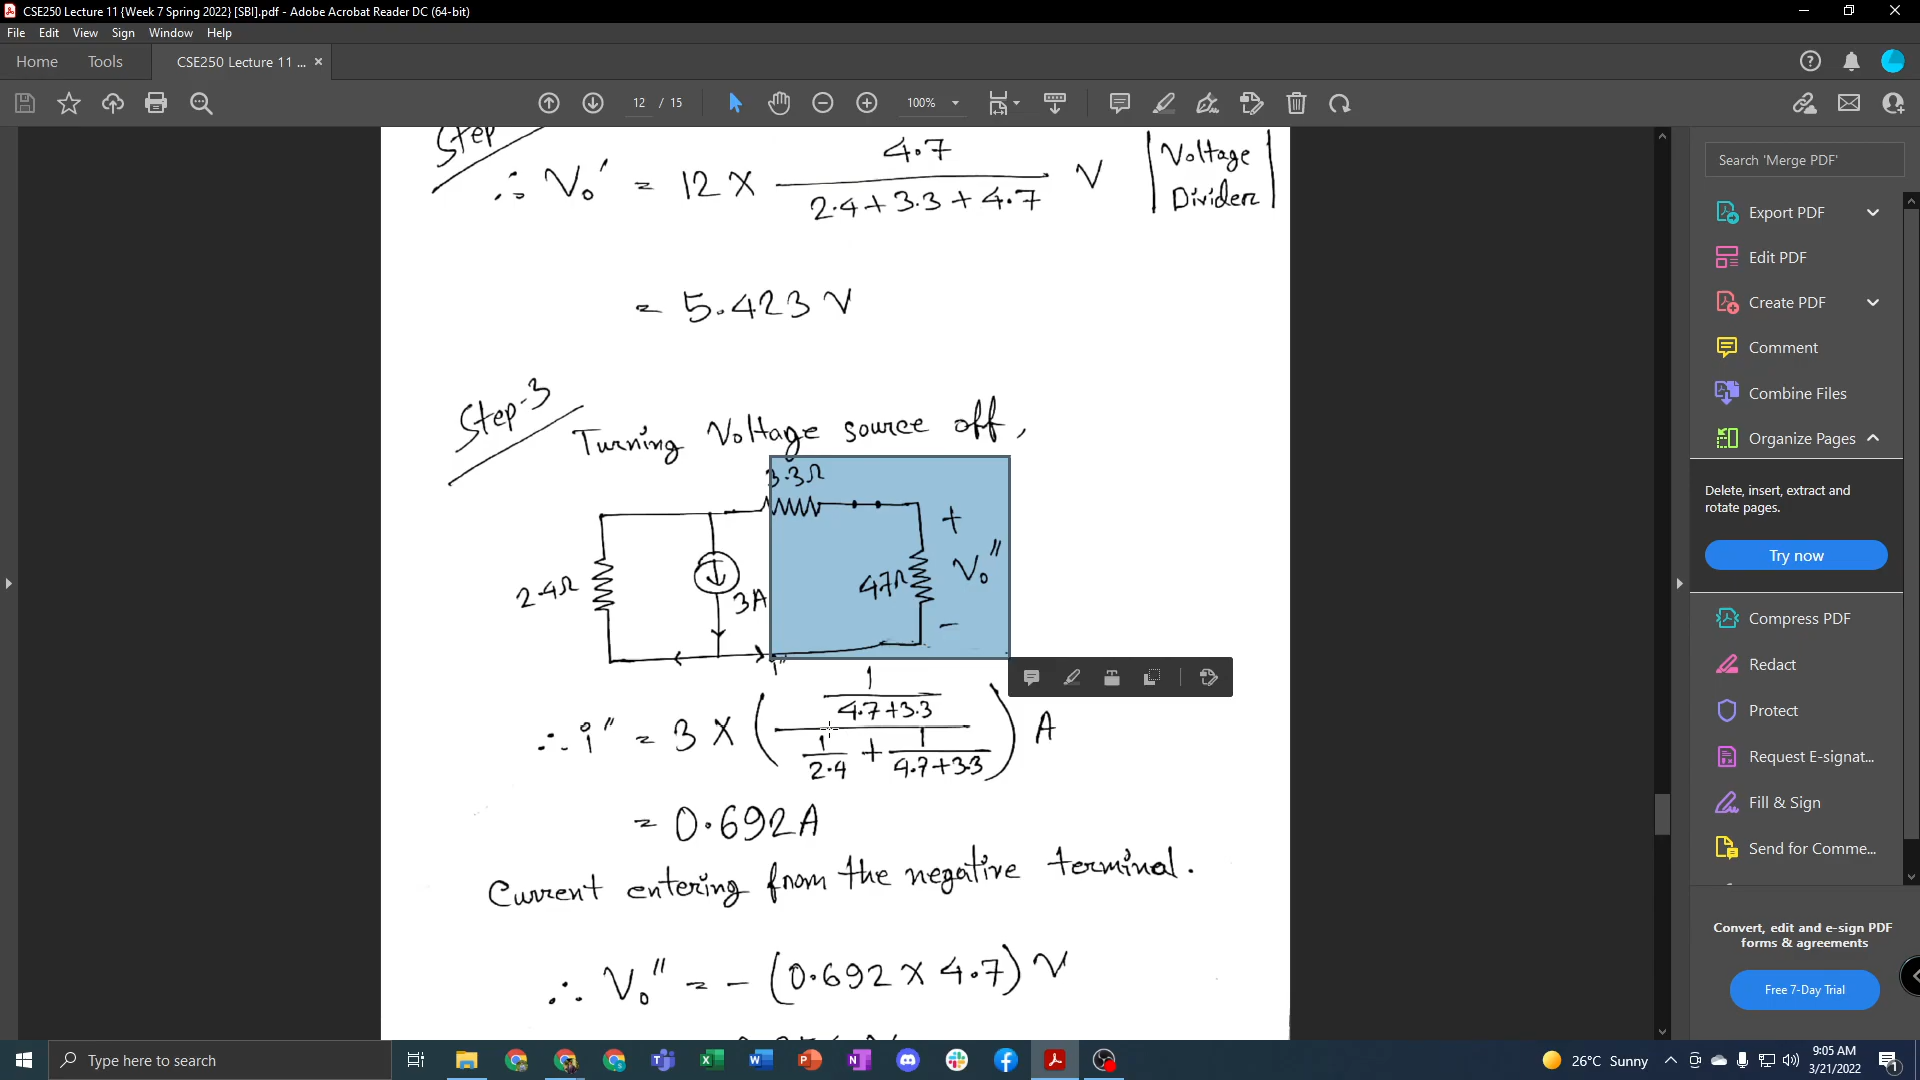 CSE250 Lecture 11 {Week 7 Spring 2022} [SBI].pdf - Adobe Acrobat Reader DC (64-bit)
File Edit View Sign Window Help
Home Tools CSE250 Lecture 11 ... ×
12 / 15 100%
Step
∴ V₀′ = 12 × 4.7 / (2.4+3.3+4.7) V | Voltage Divider |
= 5.423 V
Step-3
Turning Voltage source off,
3.3Ω
+
2.4Ω 3A 4.7Ω V₀″
-
i″
∴ i″ = 3 × ( (1 / (4.7+3.3)) / (1/2.4 + 1/(4.7+3.3)) ) A
= 0.692A
Current entering from the negative terminal.
∴ V₀″ = - (0.692 × 4.7) V
Search 'Merge PDF'
Export PDF
Edit PDF
Create PDF
Comment
Combine Files
Organize Pages
Delete, insert, extract and
rotate pages.
Try now
Compress PDF
Redact
Protect
Request E-signat...
Fill & Sign
Send for Comme...
Convert, edit and e-sign PDF
forms & agreements
Free 7-Day Trial
Type here to search
26°C Sunny
9:05 AM
3/21/2022
1